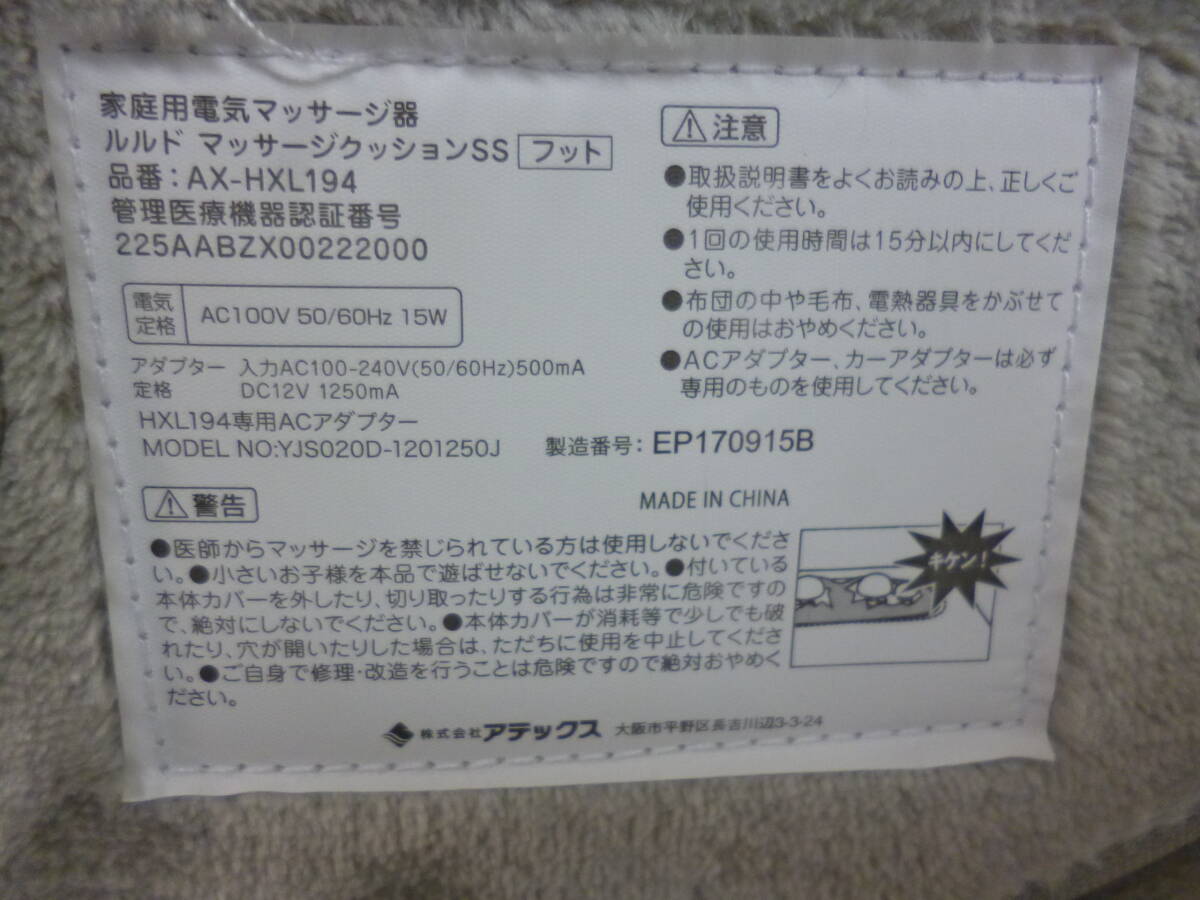 家庭用電気マッサージ器
ルルド マッサージクッションSS フット
品番：AX-HXL194
管理医療機器認証番号
225AABZX00222000
電気定格 AC100V 50/60Hz 15W
アダプター 入力AC100-240V(50/60Hz)500mA
定格 DC12V 1250mA
HXL194専用ACアダプター
MODEL NO:YJS020D-1201250J 製造番号：EP170915B
MADE IN CHINA
⚠注意
●取扱説明書をよくお読みの上、正しくご
使用ください。
●1回の使用時間は15分以内にしてくだ
さい。
●布団の中や毛布、電熱器具をかぶせて
の使用はおやめください。
●ACアダプター、カーアダプターは必ず
専用のものを使用してください。
⚠警告
●医師からマッサージを禁じられている方は使用しないでくださ
い。●小さいお子様を本品で遊ばせないでください。●付いている
本体カバーを外したり、切り取ったりする行為は非常に危険ですの
で、絶対にしないでください。●本体カバーが消耗等で少しでも破
れたり、穴が開いたりした場合は、ただちに使用を中止してくださ
い。●ご自身で修理・改造を行うことは危険ですので絶対おやめく
ださい。
キケン！
株式会社アテックス 大阪市平野区長吉川辺3-3-24